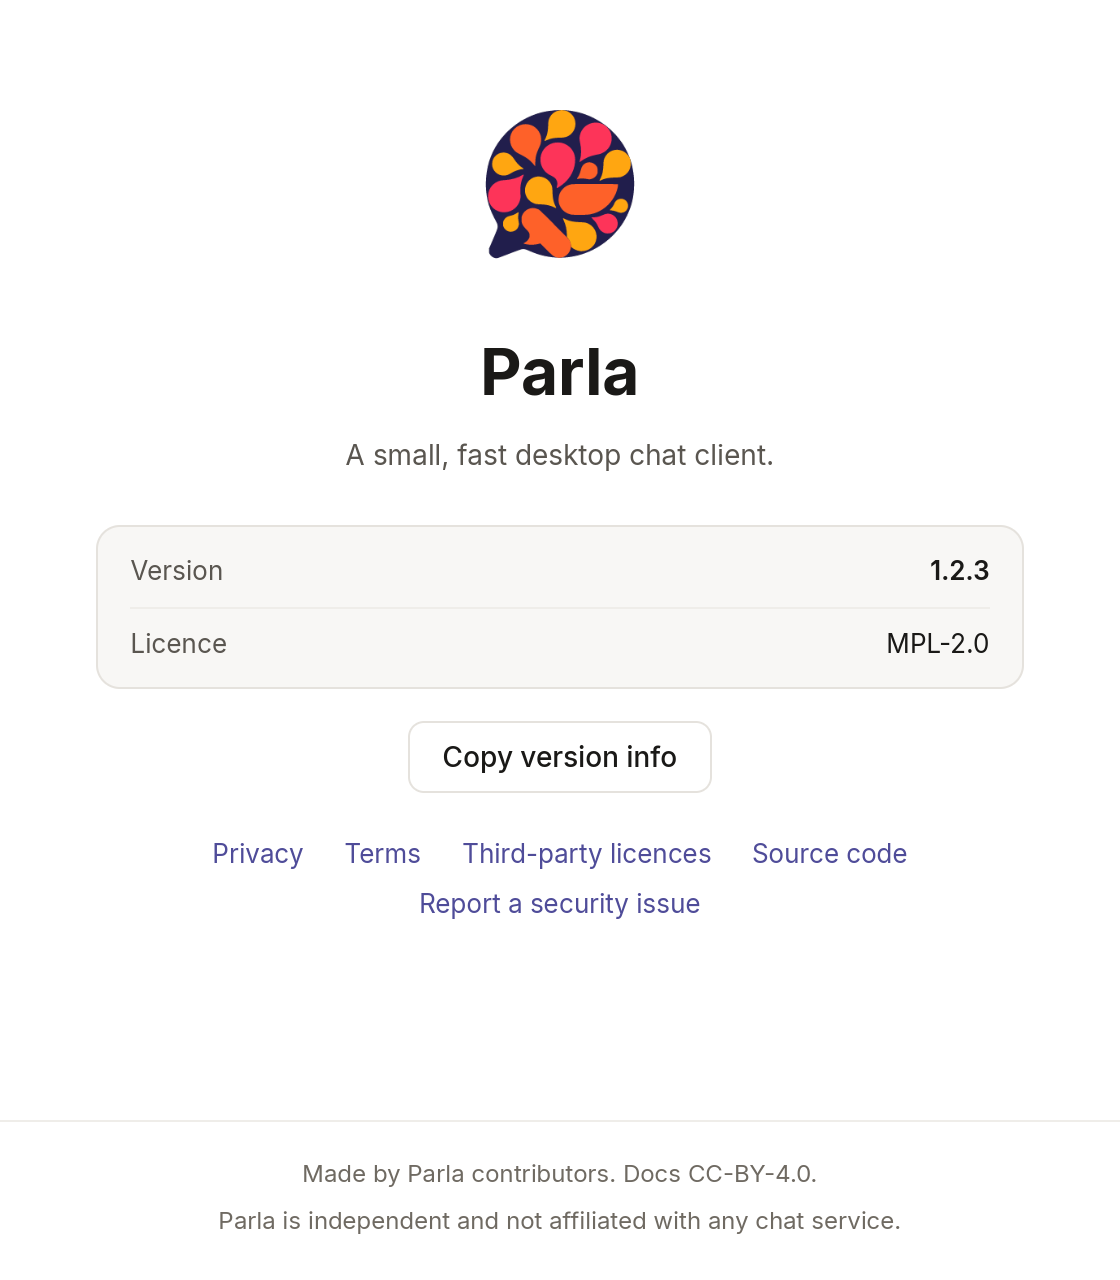 Parla
A small, fast desktop chat client.
Version 1.2.3
Licence MPL-2.0
Copy version info
Privacy Terms Third-party licences Source code
Report a security issue
Made by Parla contributors. Docs CC-BY-4.0.
Parla is independent and not affiliated with any chat service.